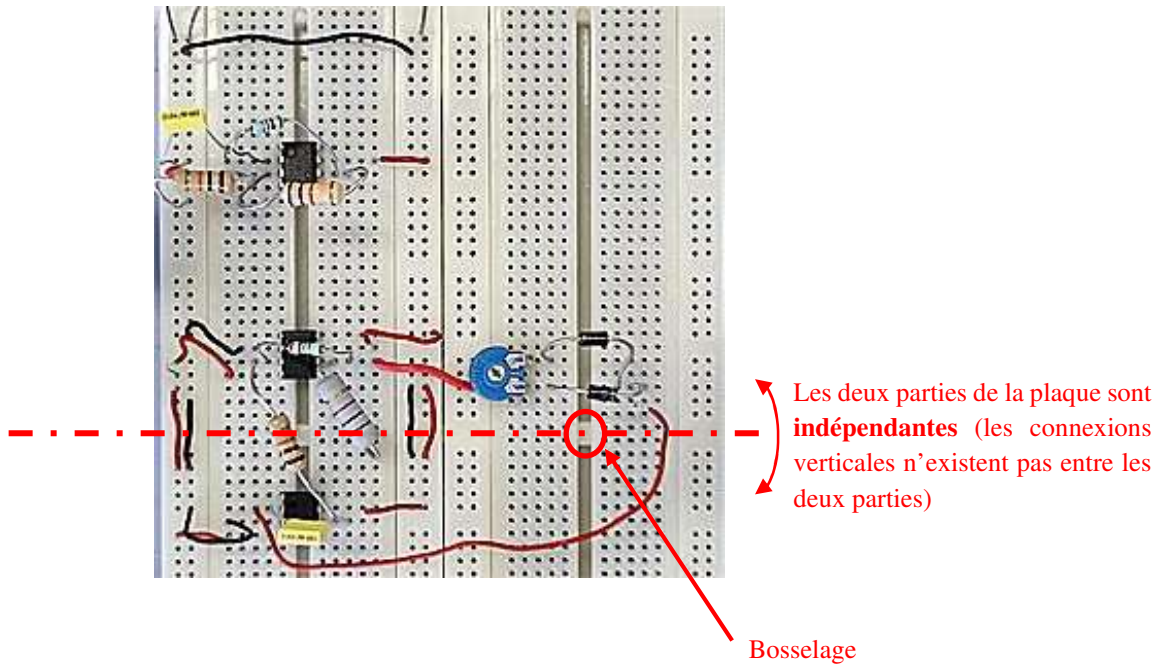 Les deux parties de la plaque sont
indépendantes (les connexions
verticales n'existent pas entre les
deux parties)
Bosselage